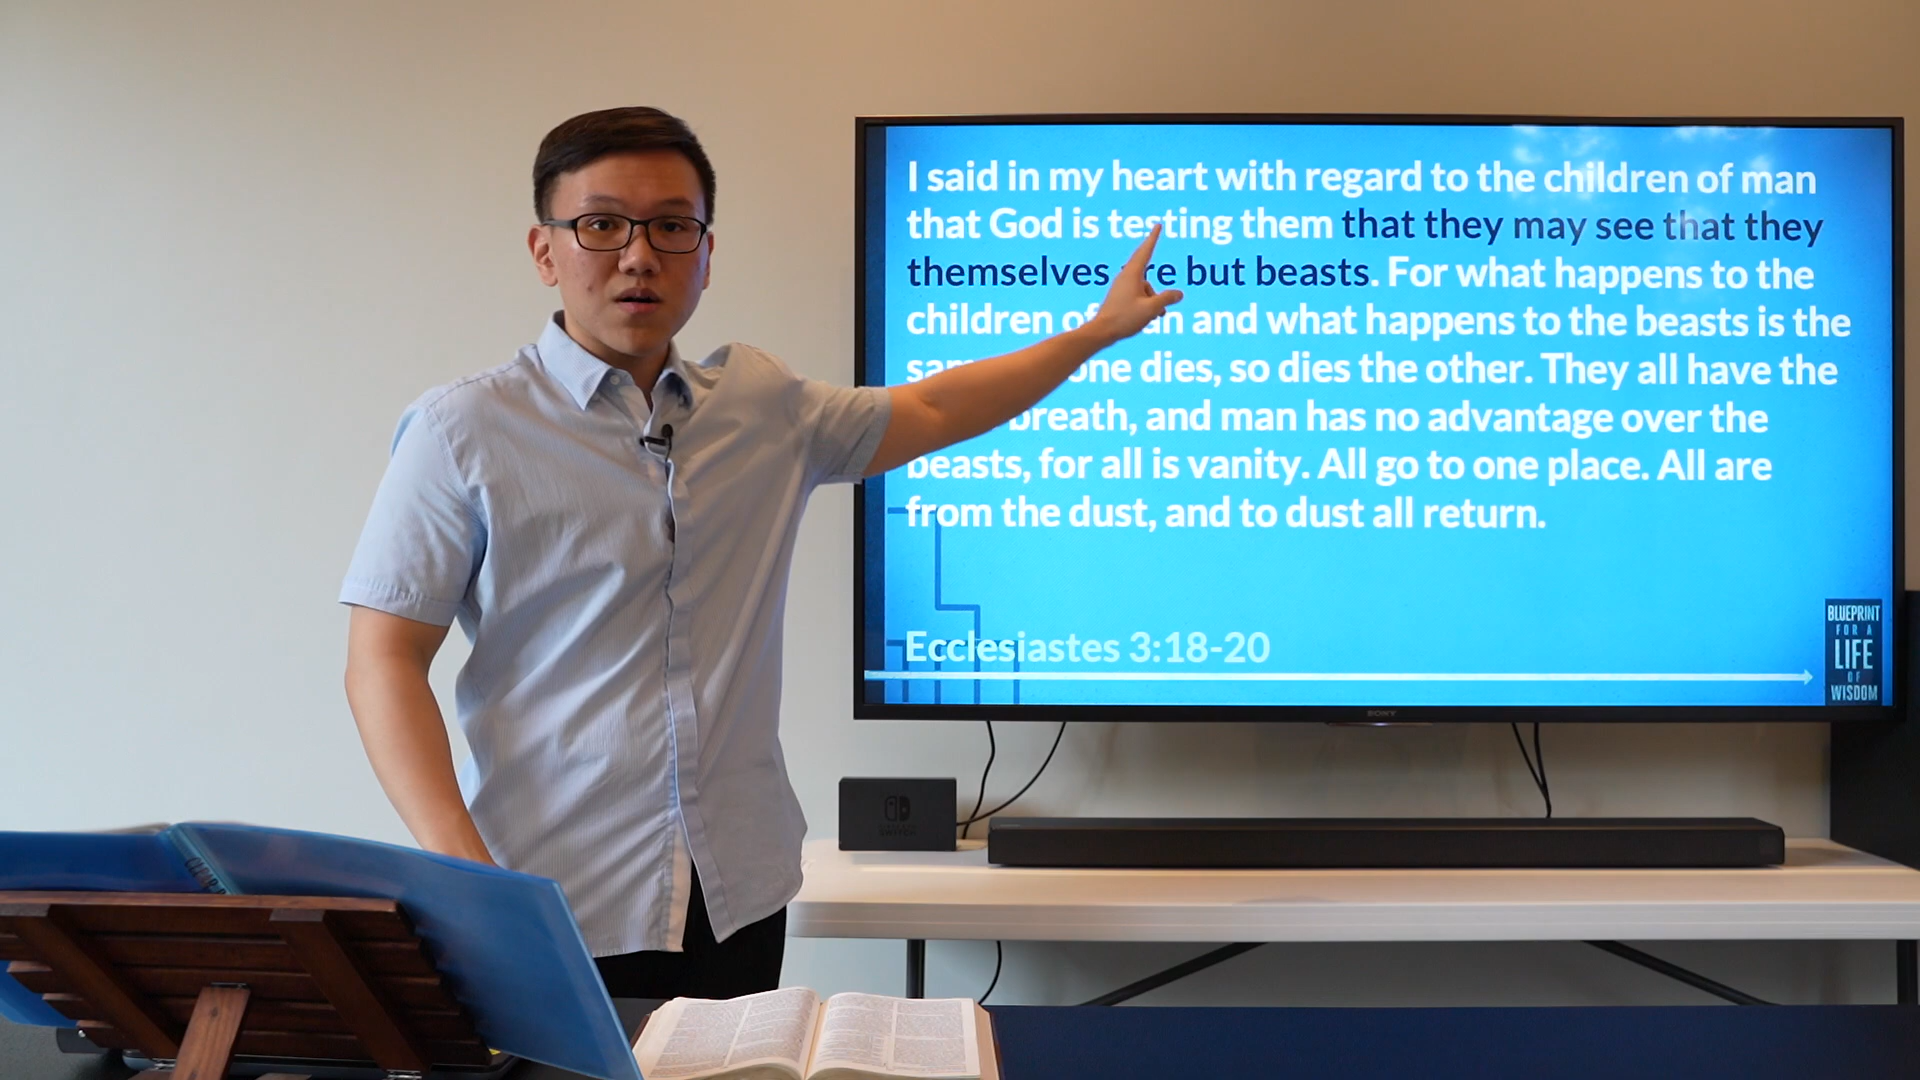 I said in my heart with regard to the children of man
that God is testing them that they may see that they
themselves but beasts. For what happens to the
children of and what happens to the beasts is the
one dies, so dies the other. They all have the
breath, and man has no advantage over the
beasts, for all is vanity. All go to one place. All are
from the dust, and to dust all return.
Ecclesiastes 3:18-20
BLUEPRINT
FOR A
LIFE
OF
WISDOM
SONY
SWITCH